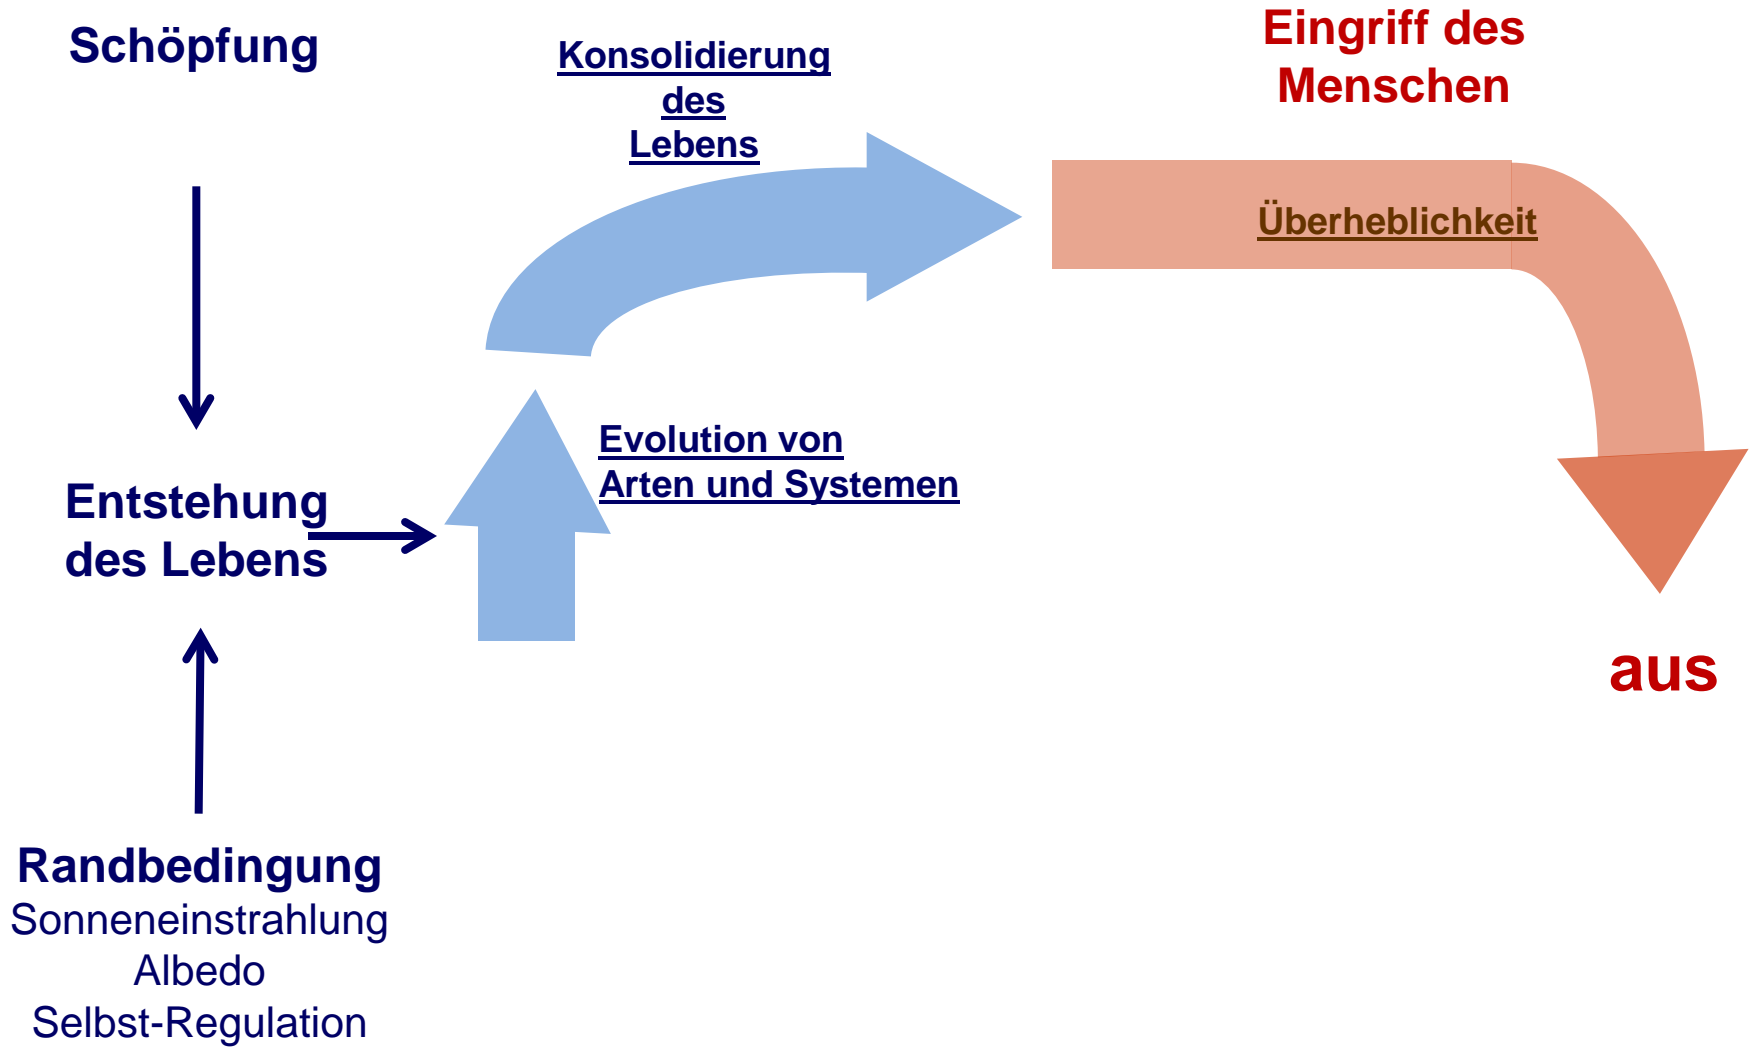 Schöpfung
Konsolidierung
des
Lebens
Eingriff des
Menschen
Überheblichkeit
Evolution von
Arten und Systemen
Entstehung
des Lebens
aus
Randbedingung
Sonneneinstrahlung
Albedo
Selbst-Regulation